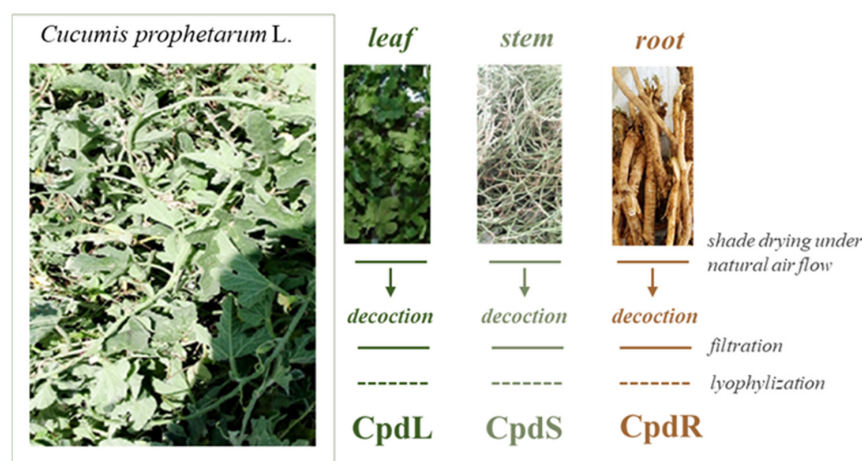 Cucumis prophetarum L.
leaf stem root
shade drying under
natural air flow
decoction decoction decoction
filtration
lyophylization
CpdL CpdS CpdR